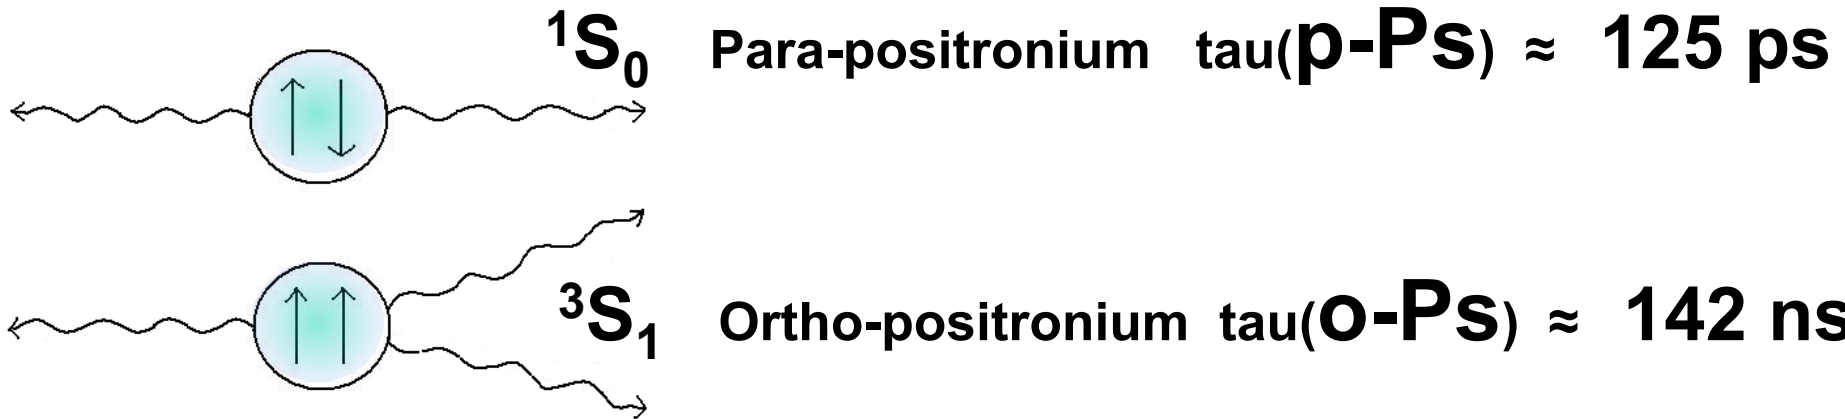 ¹S₀ Para-positronium tau(p-Ps) ≈ 125 ps
³S₁ Ortho-positronium tau(o-Ps) ≈ 142 ns